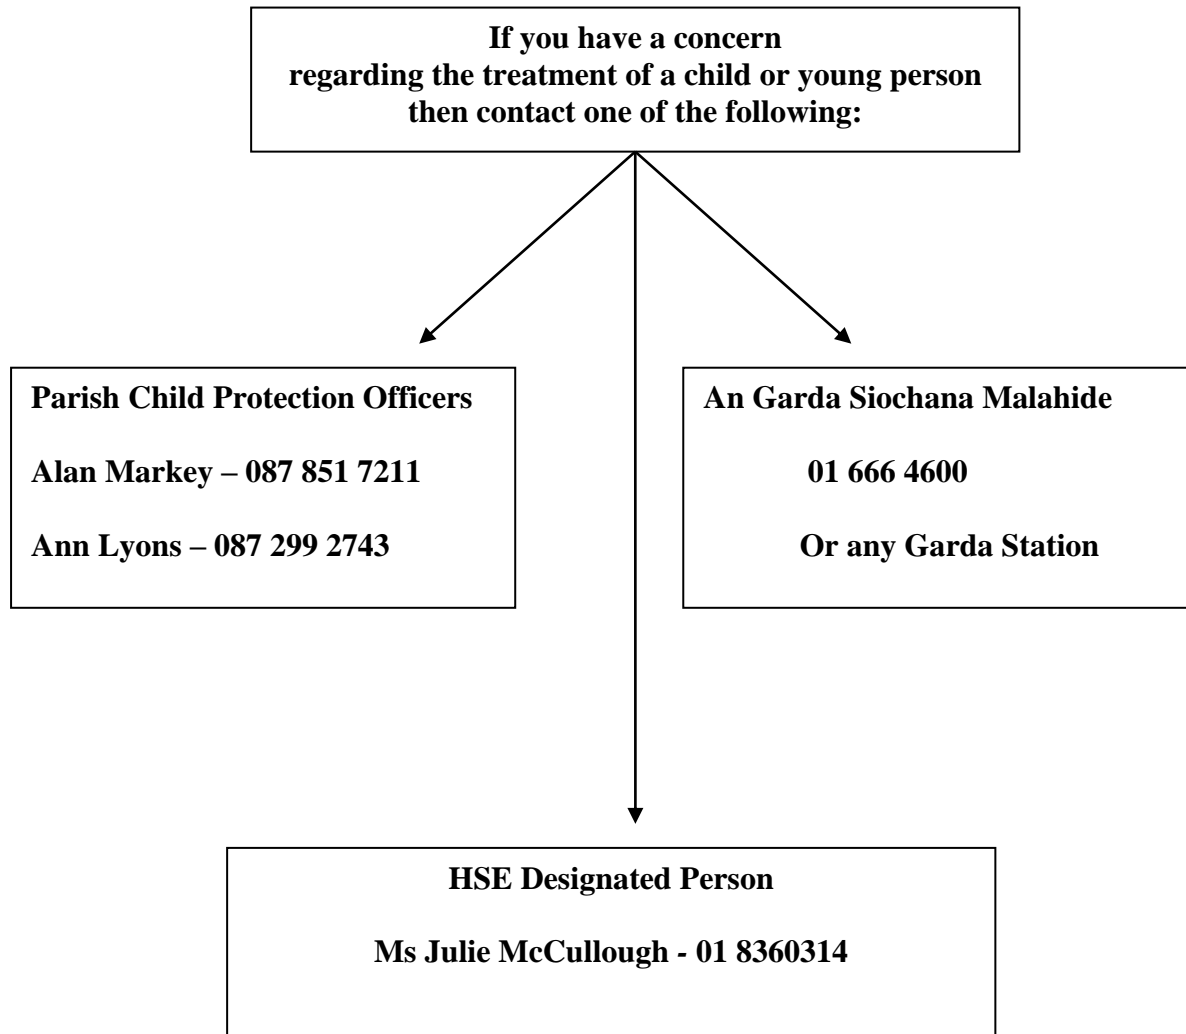 If you have a concern
regarding the treatment of a child or young person
then contact one of the following:
Parish Child Protection Officers
Alan Markey – 087 851 7211
Ann Lyons – 087 299 2743
An Garda Siochana Malahide
01 666 4600
Or any Garda Station
HSE Designated Person
Ms Julie McCullough - 01 8360314